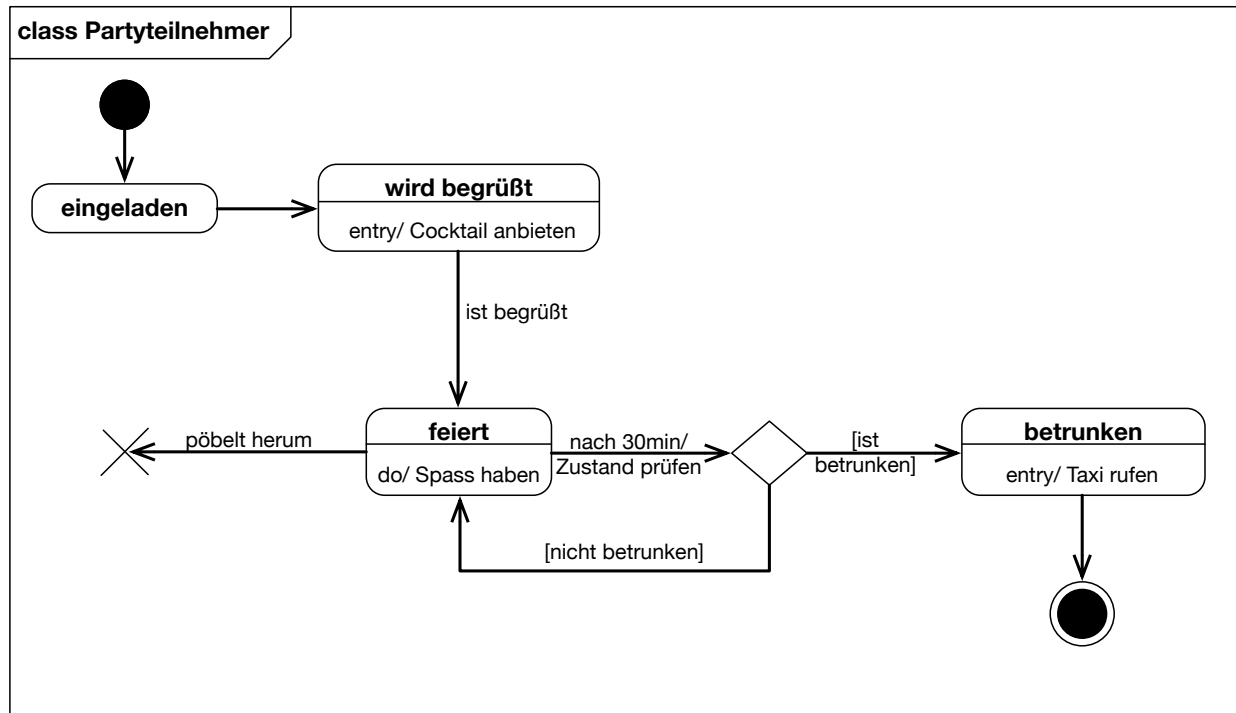 class Partyteilnehmer
eingeladen
wird begrüßt
entry/ Cocktail anbieten
ist begrüßt
pöbelt herum
feiert
do/ Spass haben
nach 30min/
Zustand prüfen
[ist
betrunken]
betrunken
entry/ Taxi rufen
[nicht betrunken]